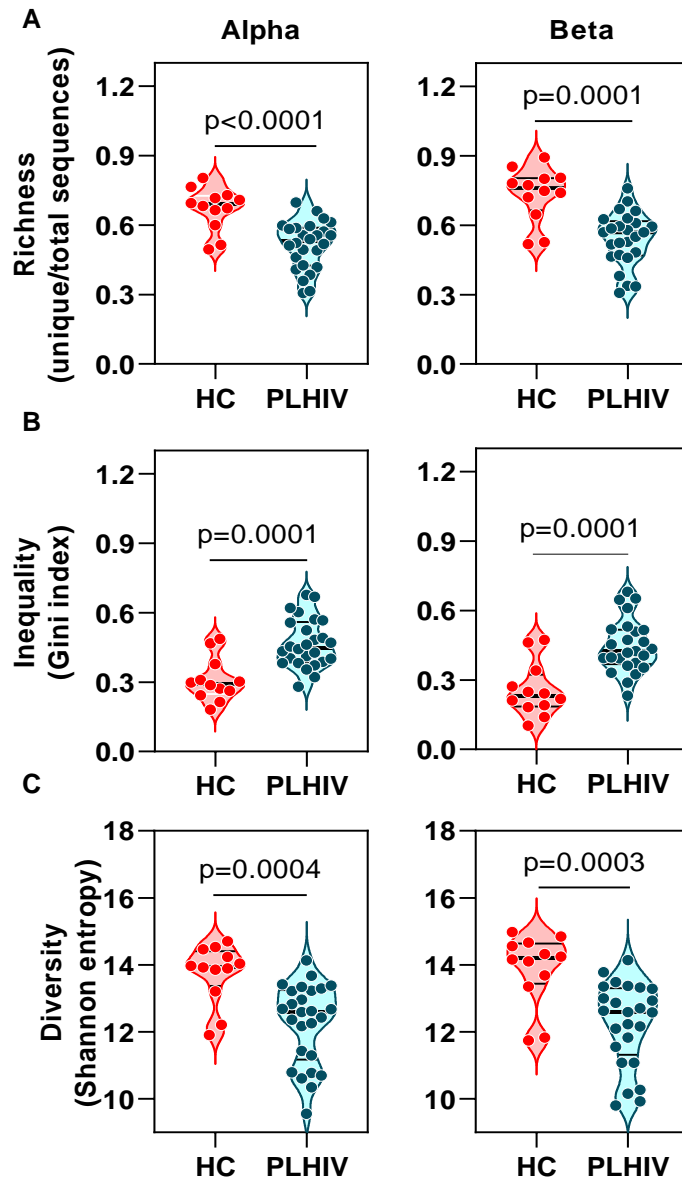 A
Alpha
Beta
Richness
(unique/total sequences)
1.2
0.9
0.6
0.3
0.0
p<0.0001
HC PLHIV
1.2
0.9
0.6
0.3
0.0
p=0.0001
HC PLHIV
B
Inequality
(Gini index)
1.2
0.9
0.6
0.3
0.0
p=0.0001
HC PLHIV
1.2
0.9
0.6
0.3
0.0
p=0.0001
HC PLHIV
C
Diversity
(Shannon entropy)
18
16
14
12
10
p=0.0004
HC PLHIV
18
16
14
12
10
p=0.0003
HC PLHIV